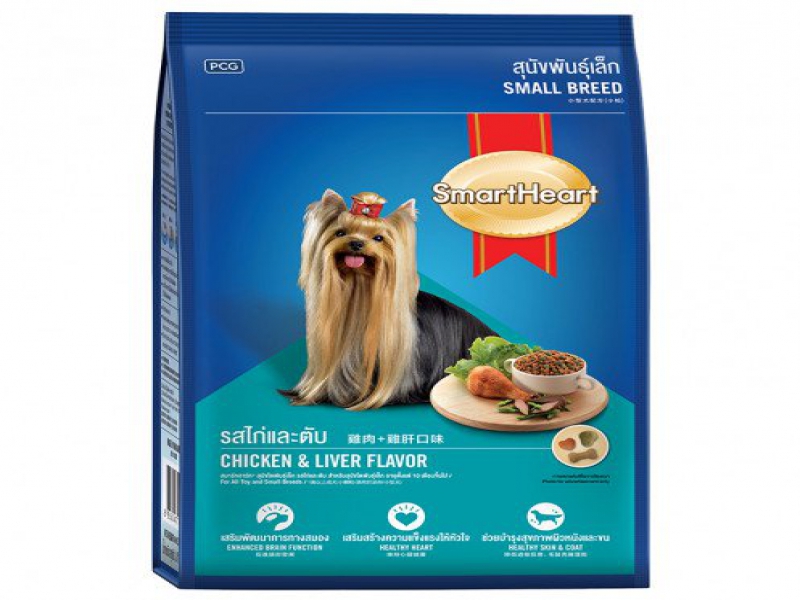 PCG
สุนัขพันธุ์เล็ก
SMALL BREED
SmartHeart
รสไก่และตับ 雞肉+雞肝口味
CHICKEN & LIVER FLAVOR
For All Toy and Small Breeds
เสริมพัฒนาการทางสมอง
ENHANCED BRAIN FUNCTION
เสริมสร้างความแข็งแรงให้หัวใจ
HEALTHY HEART
ช่วยบำรุงสุขภาพผิวหนังและขน
HEALTHY SKIN & COAT